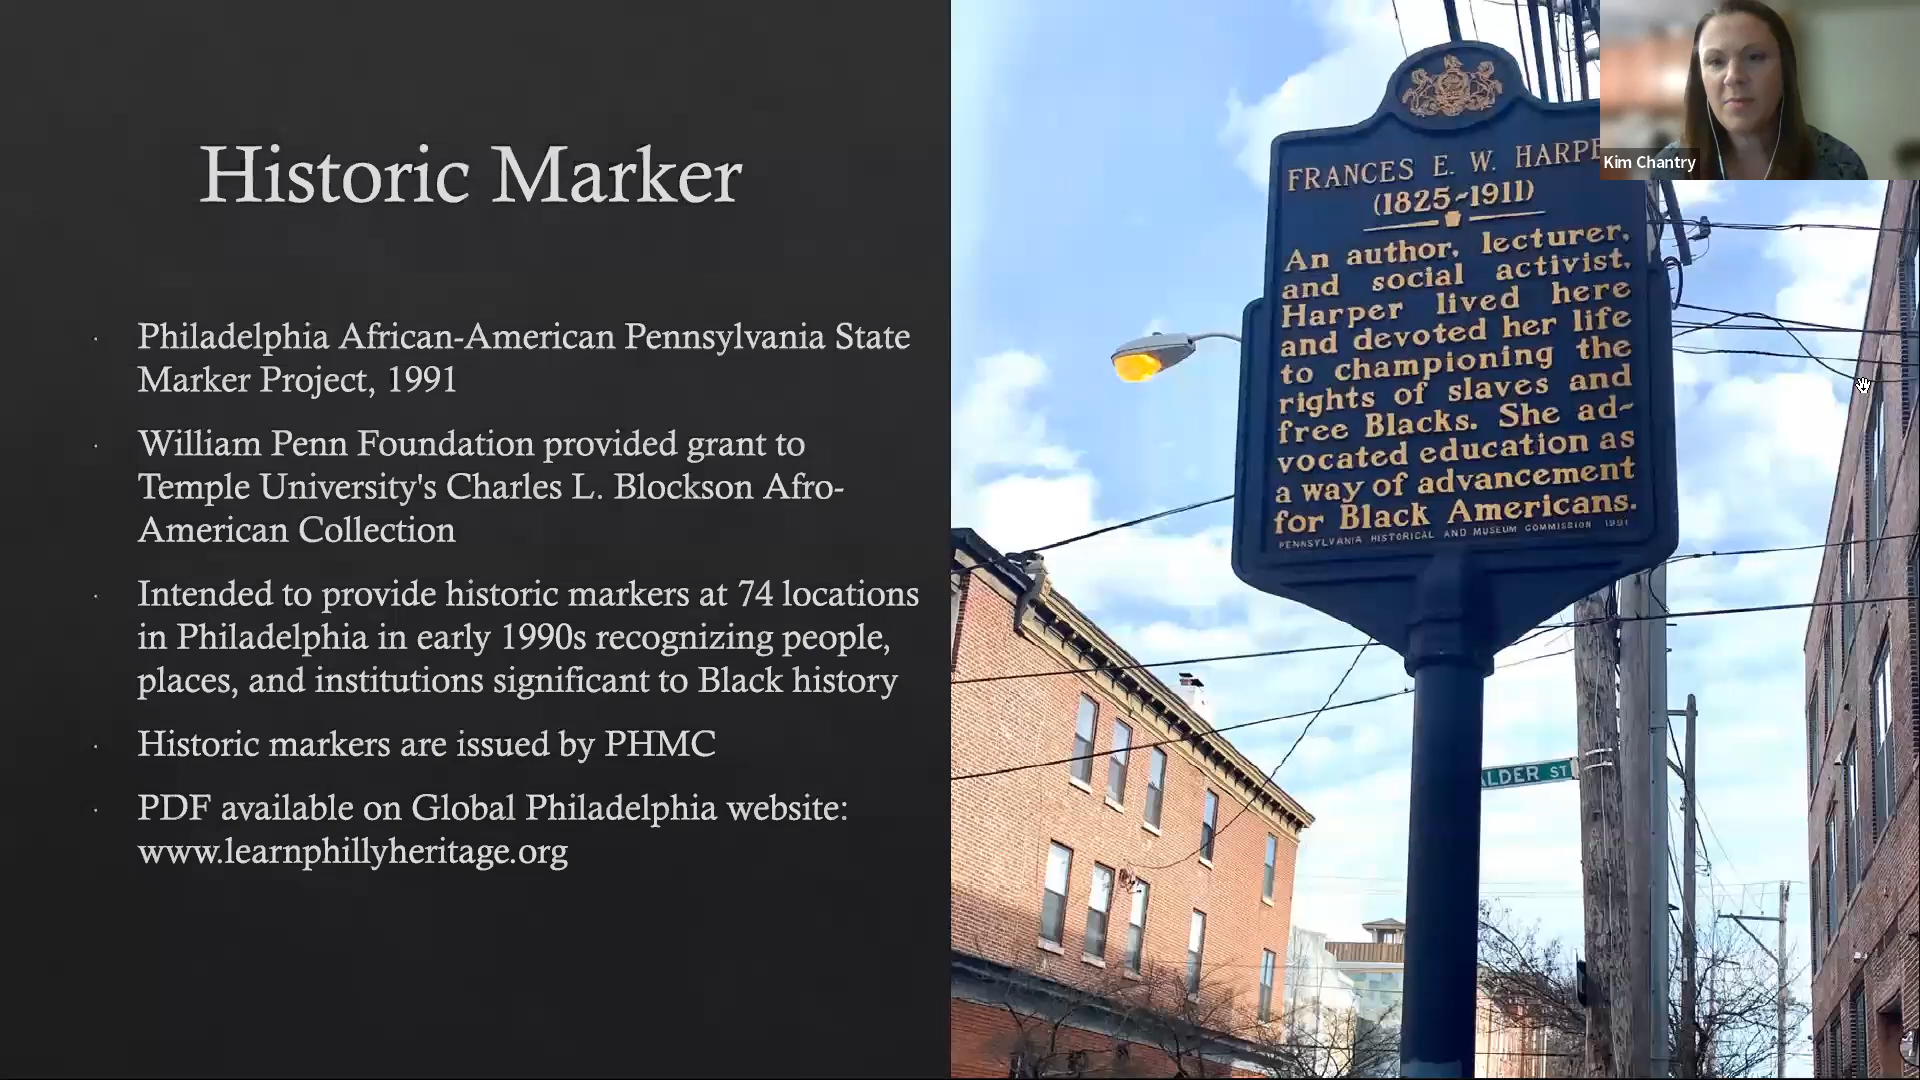 Historic Marker
Philadelphia African-American Pennsylvania State
Marker Project, 1991
William Penn Foundation provided grant to
Temple University's Charles L. Blockson Afro-
American Collection
Intended to provide historic markers at 74 locations
in Philadelphia in early 1990s recognizing people,
places, and institutions significant to Black history
Historic markers are issued by PHMC
PDF available on Global Philadelphia website:
www.learnphillyheritage.org
FRANCES E. W. HARPE
(1825-1911)
An author, lecturer,
and social activist,
Harper lived here
and devoted her life
to championing the
rights of slaves and
free Blacks. She ad-
vocated education as
a way of advancement
for Black Americans.
PENNSYLVANIA HISTORICAL AND MUSEUM COMMISSION 1991
ALDER ST
Kim Chantry